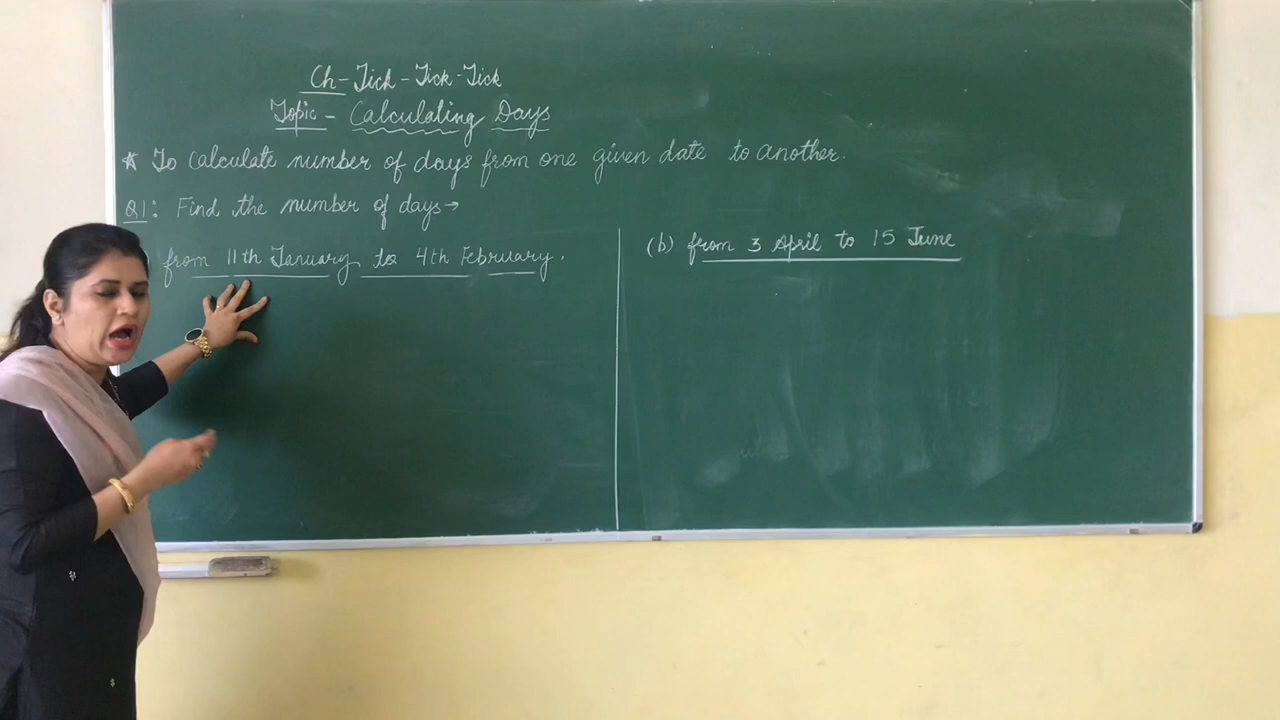 Ch-Tick-Tick-Tick
Topic - Calculating Days
★ To Calculate number of days from one given date to another.
Q1: Find the number of days→
from 11th January to 4th February.
(b) from 3 April to 15 June